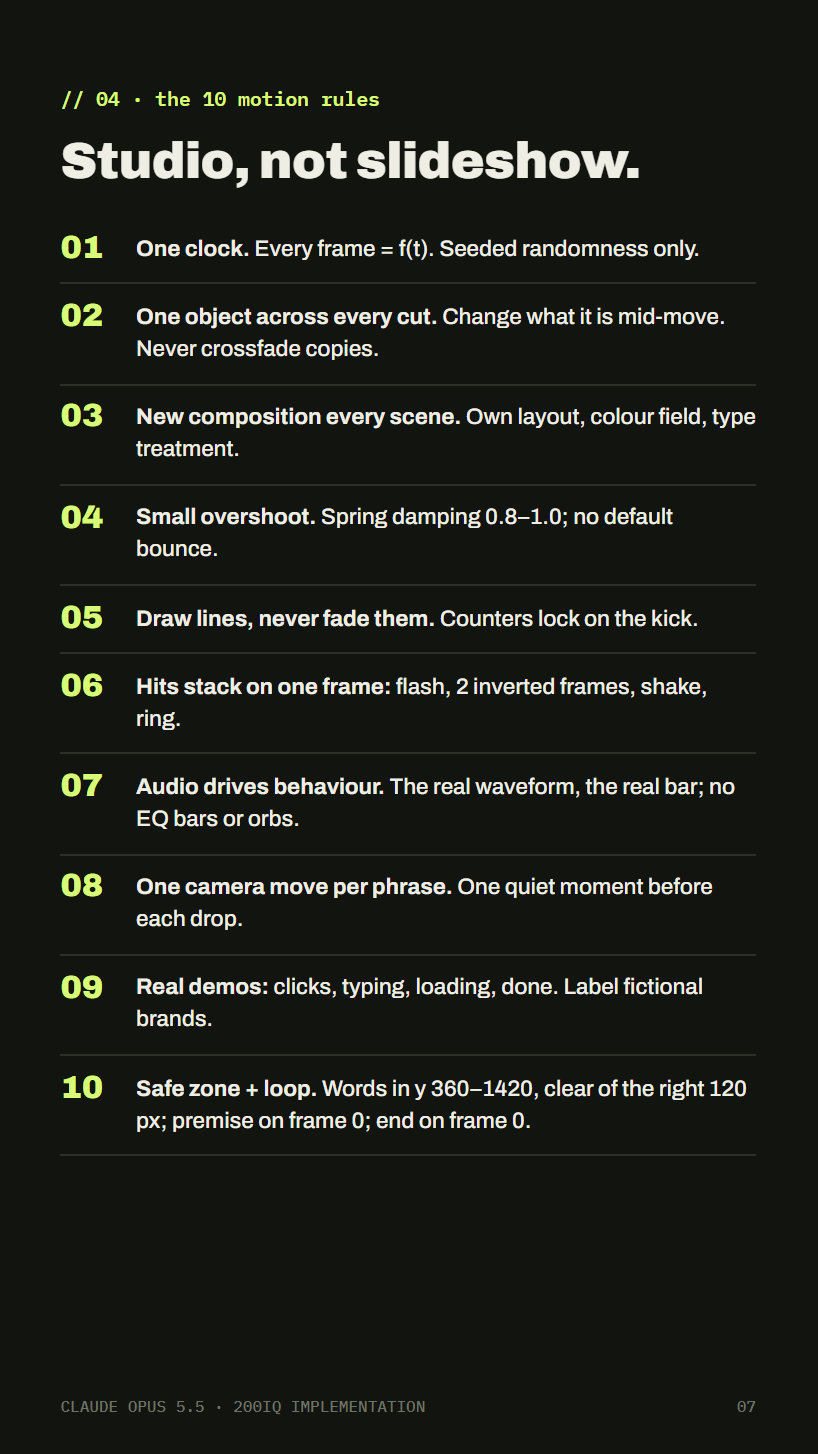 // 04 · the 10 motion rules
Studio, not slideshow.
01 One clock. Every frame = f(t). Seeded randomness only.
02 One object across every cut. Change what it is mid-move.
Never crossfade copies.
03 New composition every scene. Own layout, colour field, type
treatment.
04 Small overshoot. Spring damping 0.8–1.0; no default
bounce.
05 Draw lines, never fade them. Counters lock on the kick.
06 Hits stack on one frame: flash, 2 inverted frames, shake,
ring.
07 Audio drives behaviour. The real waveform, the real bar; no
EQ bars or orbs.
08 One camera move per phrase. One quiet moment before
each drop.
09 Real demos: clicks, typing, loading, done. Label fictional
brands.
10 Safe zone + loop. Words in y 360–1420, clear of the right 120
px; premise on frame 0; end on frame 0.
CLAUDE OPUS 5.5 · 200IQ IMPLEMENTATION 07